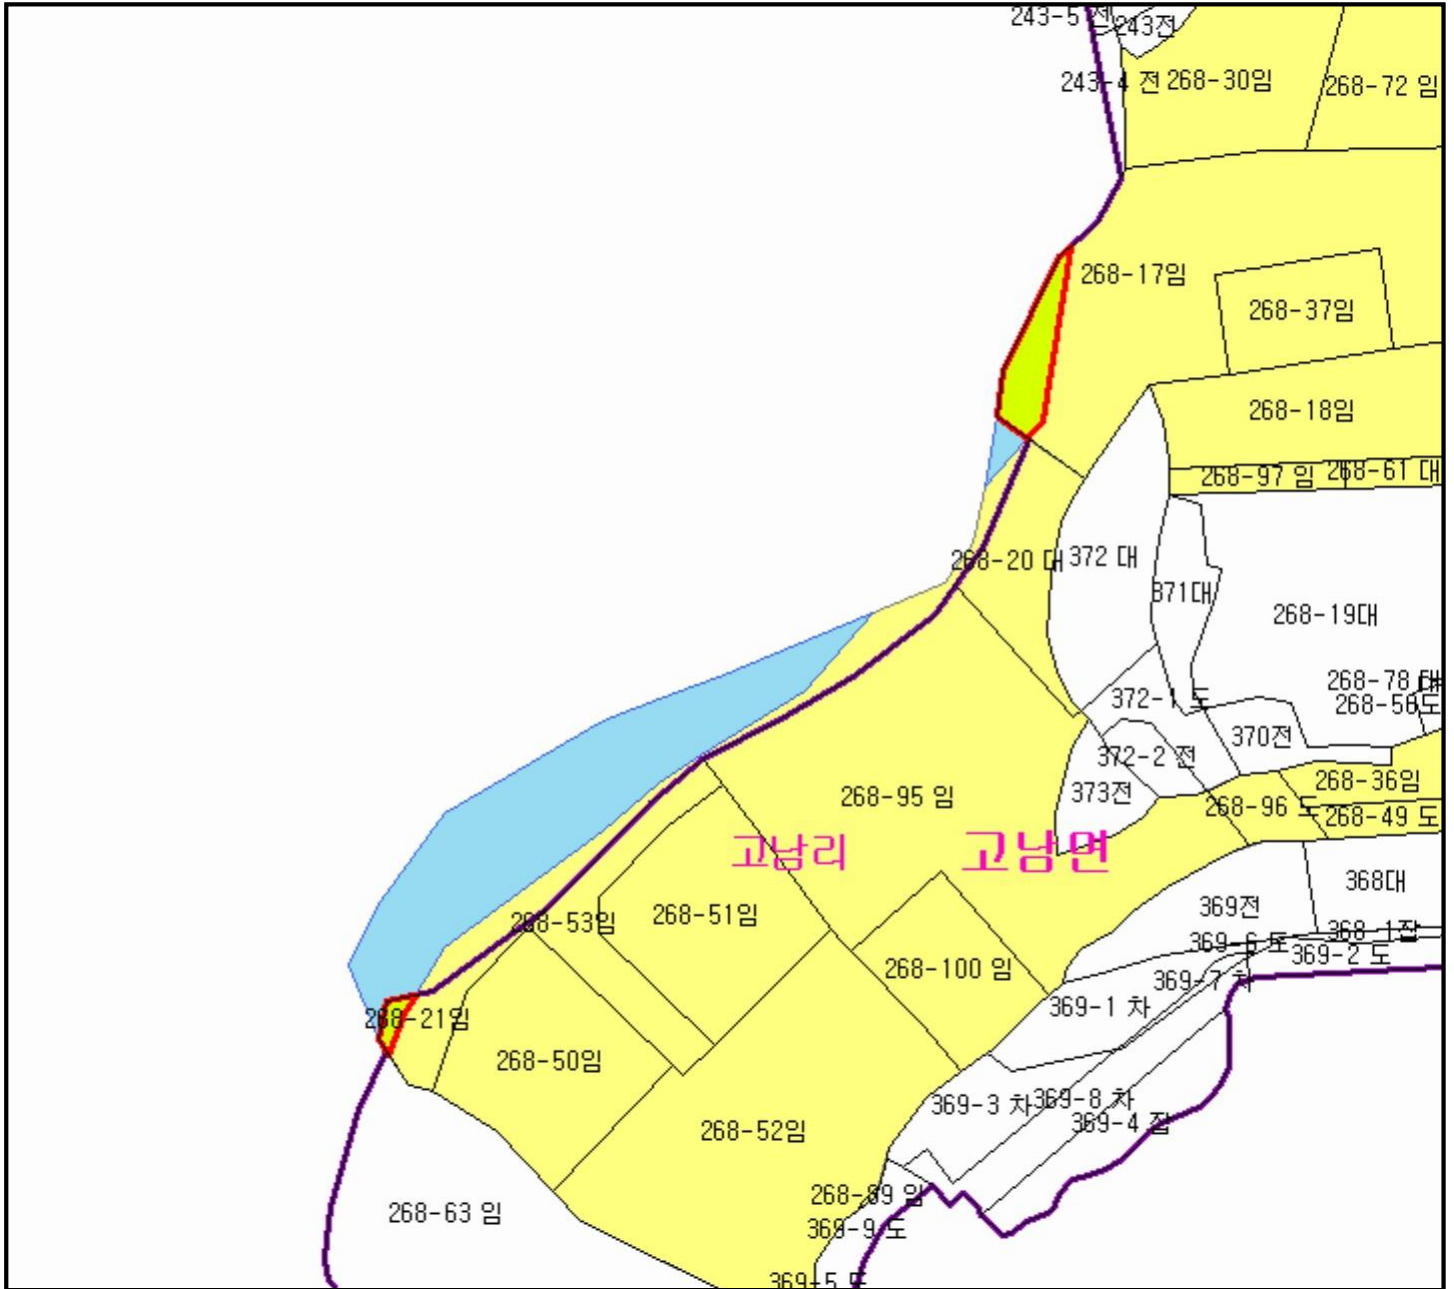 243-5 전
243전
243-4 전
268-30임
268-72 임
268-17임
268-37임
268-18임
268-97 임
268-61 대
268-20 대
372 대
371대
268-19대
268-78 대
268-56도
372-1 도
370전
372-2 전
268-36임
373전
268-96 도
268-49 도
268-95 임
고남리
고남면
368대
369전
268-53임
268-51임
368-1잡
369-6 도
369-2 도
268-100 임
369-7 차
369-1 차
268-21임
268-50임
369-3 차
369-8 차
369-4 잡
268-52임
268-89 임
268-63 임
369-9 도
369-5 도